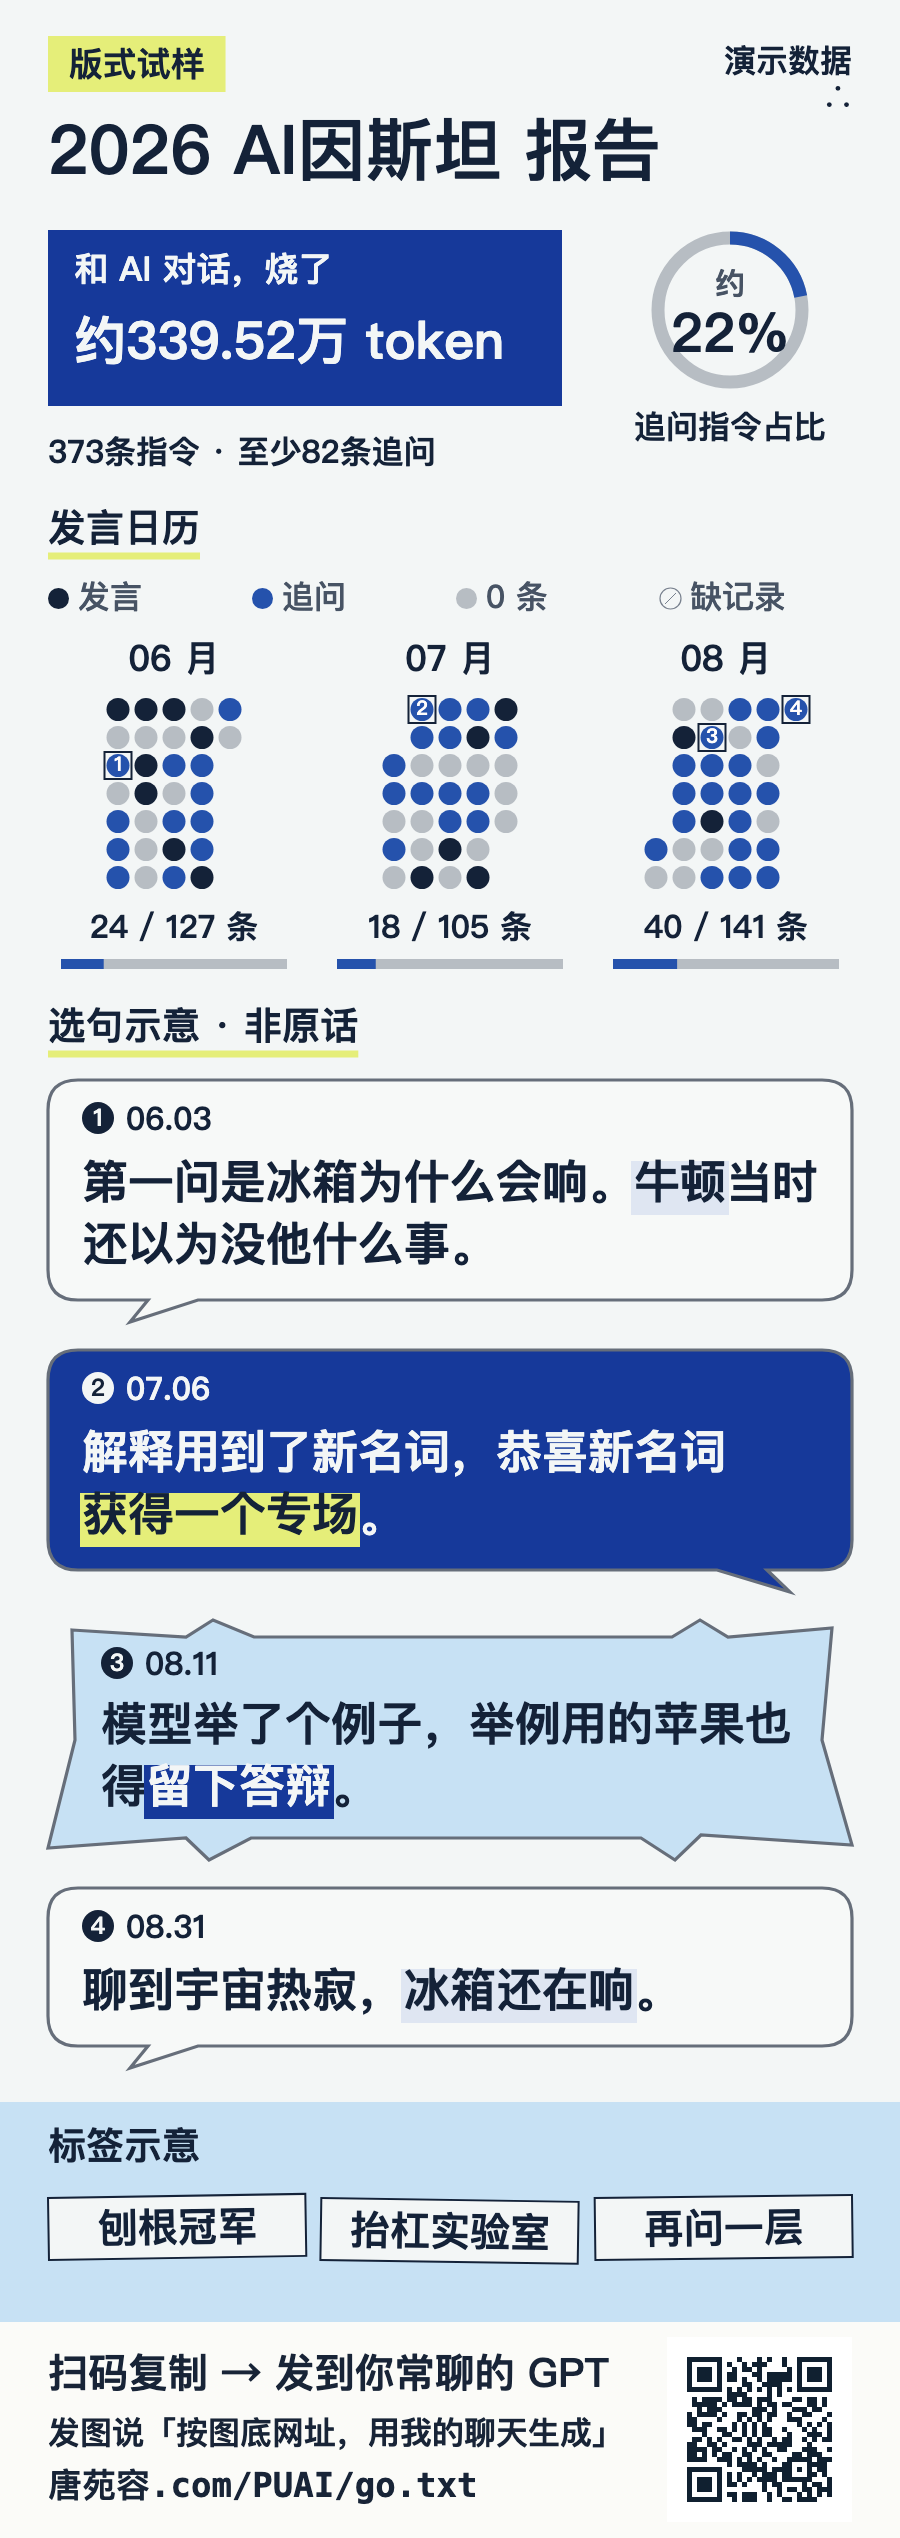 版式试样
演示数据
2026 AI因斯坦 报告
和 AI 对话，烧了
约339.52万 token
约
22%
追问指令占比
373条指令 · 至少82条追问
发言日历
发言
追问
0 条
缺记录
06 月
07 月
08 月
2
4
3
1
24 / 127 条
18 / 105 条
40 / 141 条
选句示意 · 非原话
1 06.03
第一问是冰箱为什么会响。牛顿当时
还以为没他什么事。
2 07.06
解释用到了新名词，恭喜新名词
获得一个专场。
3 08.11
模型举了个例子，举例用的苹果也
得留下答辩。
4 08.31
聊到宇宙热寂，冰箱还在响。
标签示意
刨根冠军
抬杠实验室
再问一层
扫码复制 → 发到你常聊的 GPT
发图说「按图底网址，用我的聊天生成」
唐苑容.com/PUAI/go.txt